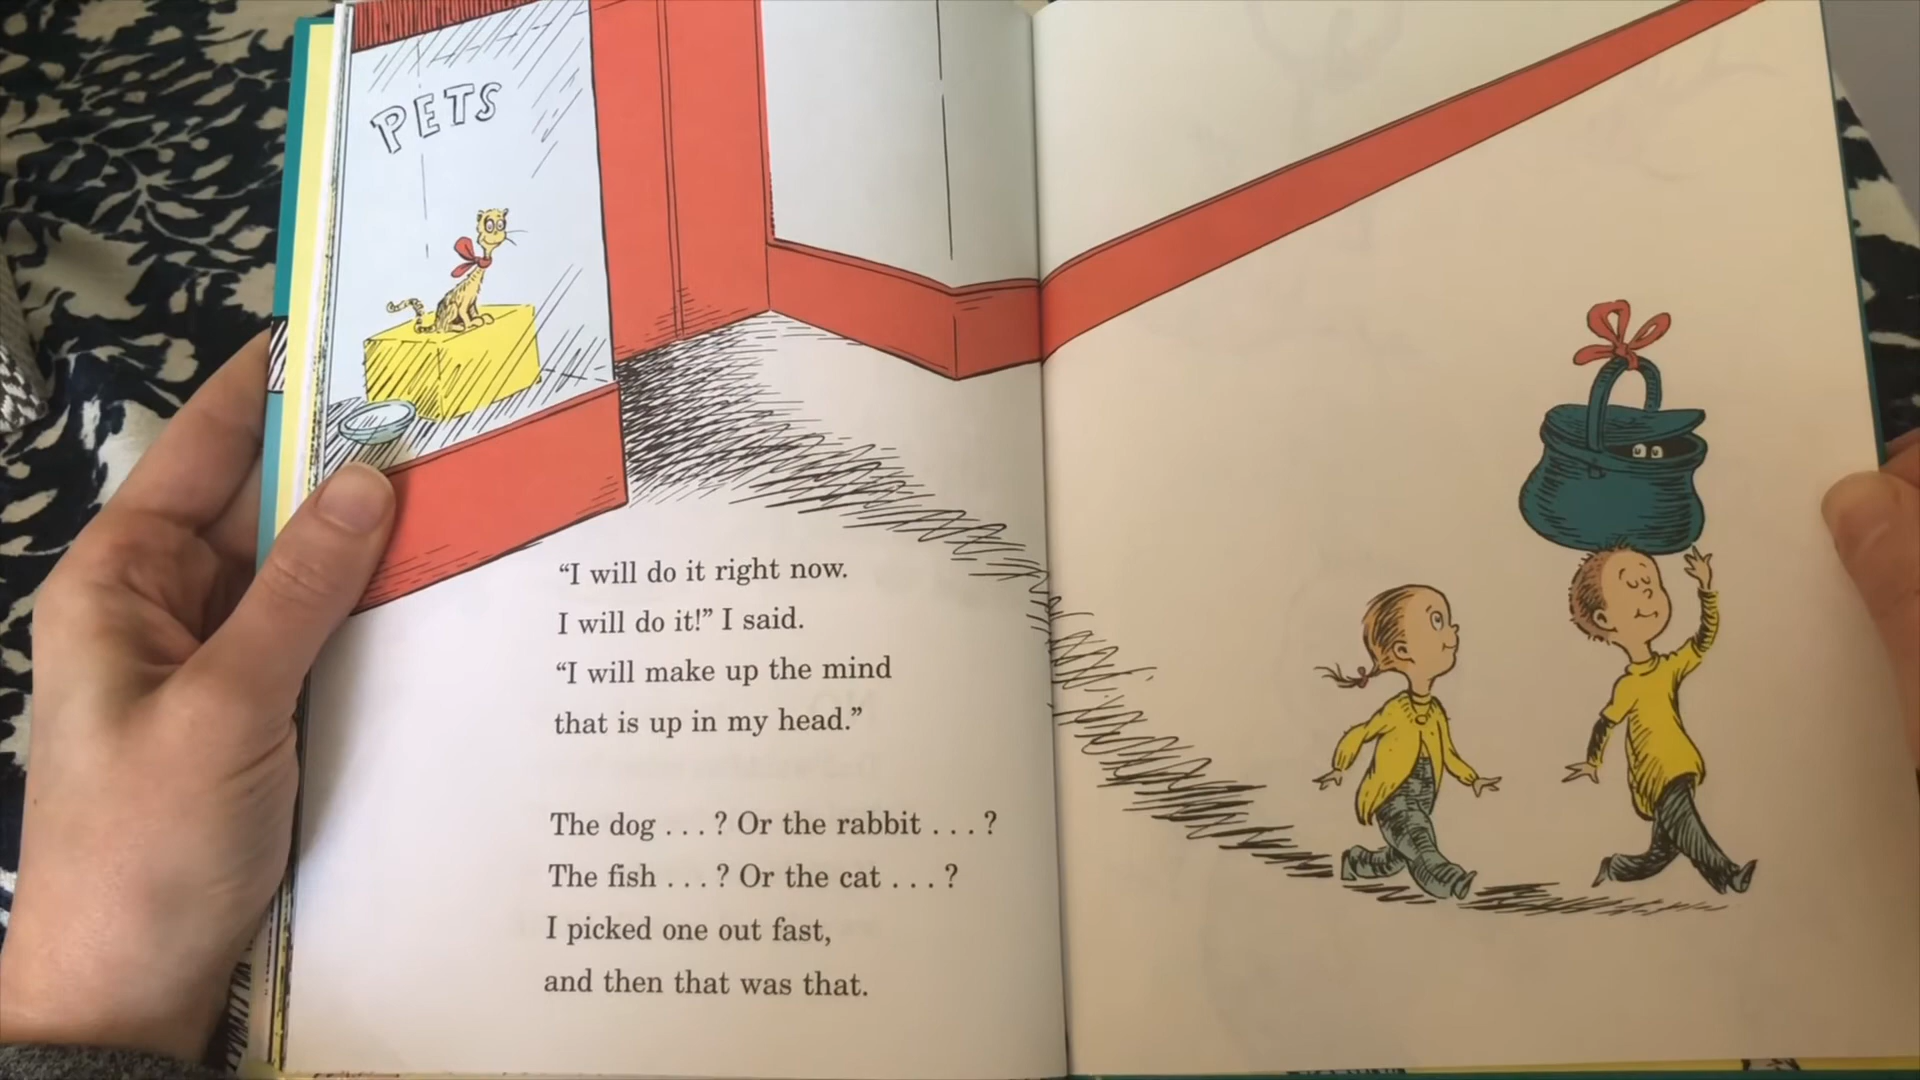 PETS
“I will do it right now.
I will do it!” I said.
“I will make up the mind
that is up in my head.”
The dog . . . ? Or the rabbit . . . ?
The fish . . . ? Or the cat . . . ?
I picked one out fast,
and then that was that.